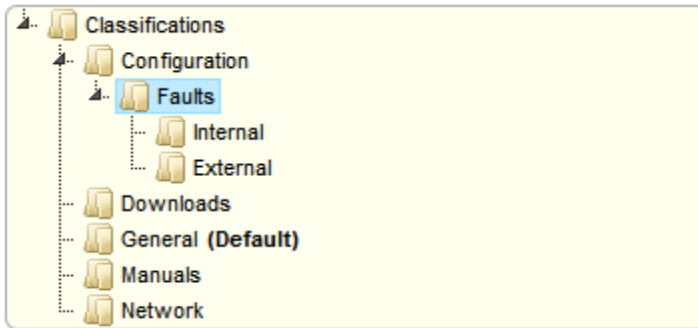 Classifications
Configuration
Faults
Internal
External
Downloads
General (Default)
Manuals
Network